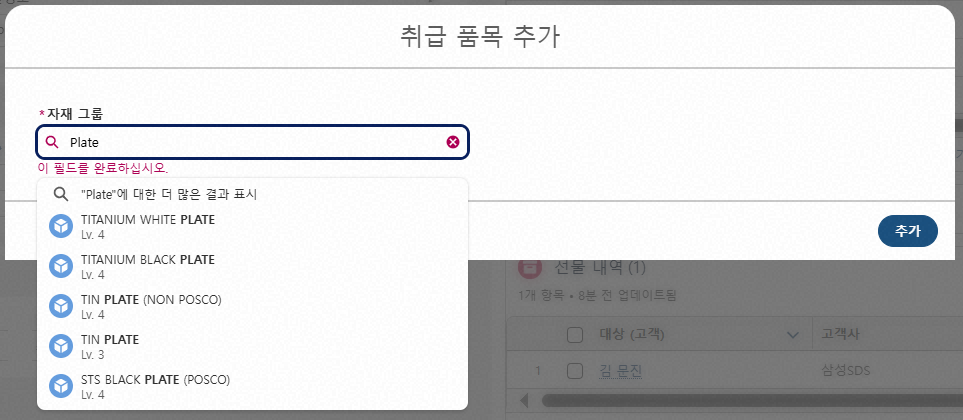 취급 품목 추가
*자재 그룹
Plate
이 필드를 완료하십시오.
"Plate"에 대한 더 많은 결과 표시
TITANIUM WHITE PLATE
Lv. 4
TITANIUM BLACK PLATE
Lv. 4
TIN PLATE (NON POSCO)
Lv. 4
TIN PLATE
Lv. 3
STS BLACK PLATE (POSCO)
Lv. 4
추가
선물 내역 (1)
1개 항목 • 8분 전 업데이트됨
대상 (고객) 고객사
1 김 문진 삼성SDS